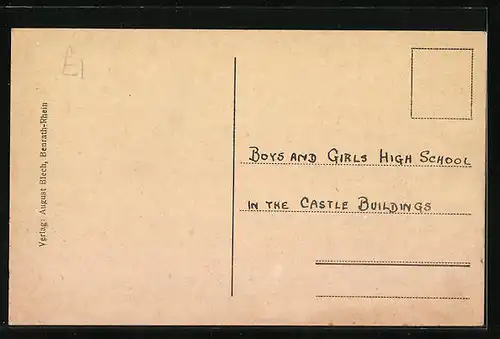 E1
Verlag: August Blech, Benrath-Rhein
BOYS AND GIRLS HIGH SCHOOL
IN THE CASTLE BUILDINGS